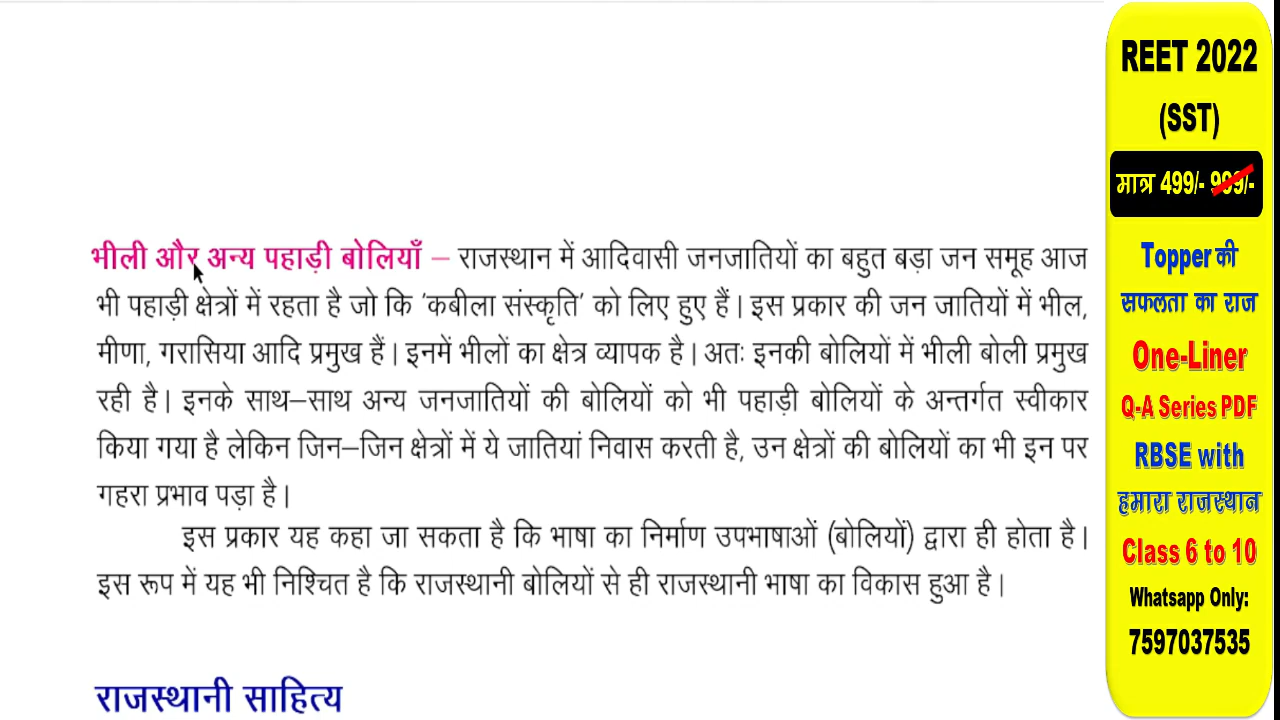 भीली और अन्य पहाड़ी बोलियाँ – राजस्थान में आदिवासी जनजातियों का बहुत बड़ा जन समूह आज
भी पहाड़ी क्षेत्रों में रहता है जो कि 'कबीला संस्कृति' को लिए हुए हैं। इस प्रकार की जन जातियों में भील,
मीणा, गरासिया आदि प्रमुख हैं। इनमें भीलों का क्षेत्र व्यापक है। अतः इनकी बोलियों में भीली बोली प्रमुख
रही है। इनके साथ–साथ अन्य जनजातियों की बोलियों को भी पहाड़ी बोलियों के अन्तर्गत स्वीकार
किया गया है लेकिन जिन–जिन क्षेत्रों में ये जातियां निवास करती है, उन क्षेत्रों की बोलियों का भी इन पर
गहरा प्रभाव पड़ा है।
इस प्रकार यह कहा जा सकता है कि भाषा का निर्माण उपभाषाओं (बोलियों) द्वारा ही होता है।
इस रूप में यह भी निश्चित है कि राजस्थानी बोलियों से ही राजस्थानी भाषा का विकास हुआ है।
राजस्थानी साहित्य
REET 2022
(SST)
मात्र 499/- 999/-
Topper की
सफलता का राज
One-Liner
Q-A Series PDF
RBSE with
हमारा राजस्थान
Class 6 to 10
Whatsapp Only:
7597037535